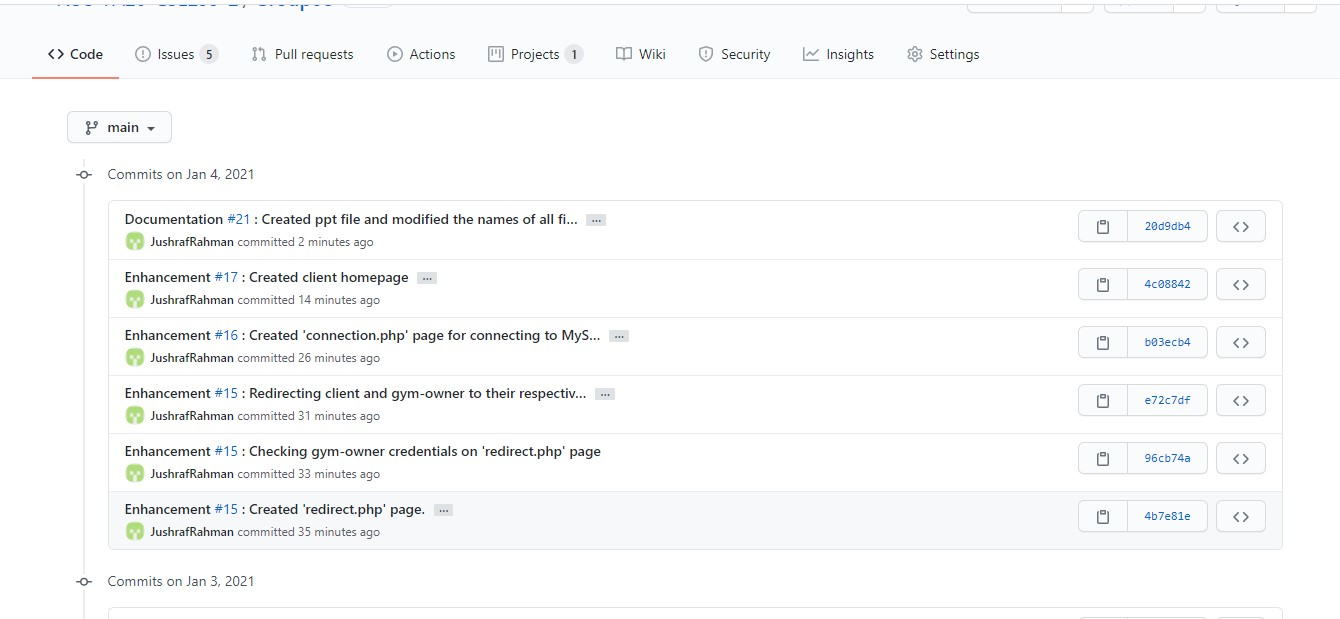 Code
Issues 5
Pull requests
Actions
Projects 1
Wiki
Security
Insights
Settings
main
Commits on Jan 4, 2021
Documentation #21 : Created ppt file and modified the names of all fi... ...
20d9db4
JushrafRahman committed 2 minutes ago
Enhancement #17 : Created client homepage ...
4c08842
JushrafRahman committed 14 minutes ago
Enhancement #16 : Created 'connection.php' page for connecting to MyS... ...
b03ecb4
JushrafRahman committed 26 minutes ago
Enhancement #15 : Redirecting client and gym-owner to their respectiv... ...
e72c7df
JushrafRahman committed 31 minutes ago
Enhancement #15 : Checking gym-owner credentials on 'redirect.php' page
96cb74a
JushrafRahman committed 33 minutes ago
Enhancement #15 : Created 'redirect.php' page. ...
4b7e81e
JushrafRahman committed 35 minutes ago
Commits on Jan 3, 2021